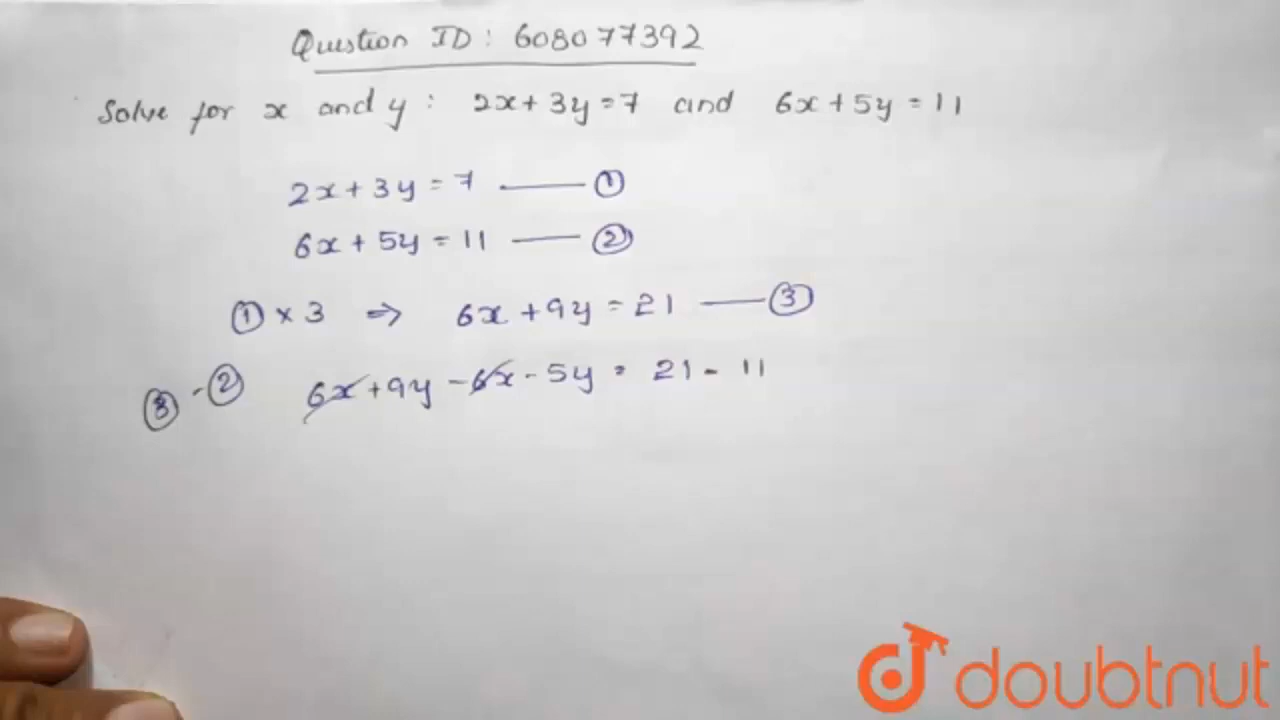 Question ID: 608077392
Solve for x and y : 2x+3y=7 and 6x+5y=11
2x+3y=7 —— ①
6x+5y=11 —— ②
①×3 ⇒ 6x+9y=21 —— ③
③-② 6x+9y-6x-5y=21-11
doubtnut